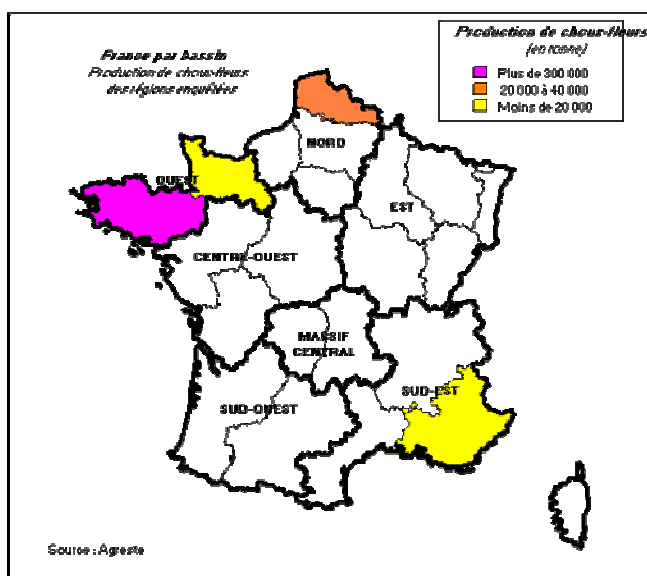 France par bassin
Production de choux-fleurs
des régions enquêtées
Production de choux-fleurs
(en tonne)
Plus de 300 000
20 000 à 40 000
Moins de 20 000
NORD
OUEST
EST
CENTRE-OUEST
MASSIF
CENTRAL
SUD-EST
SUD-OUEST
Source : Agreste